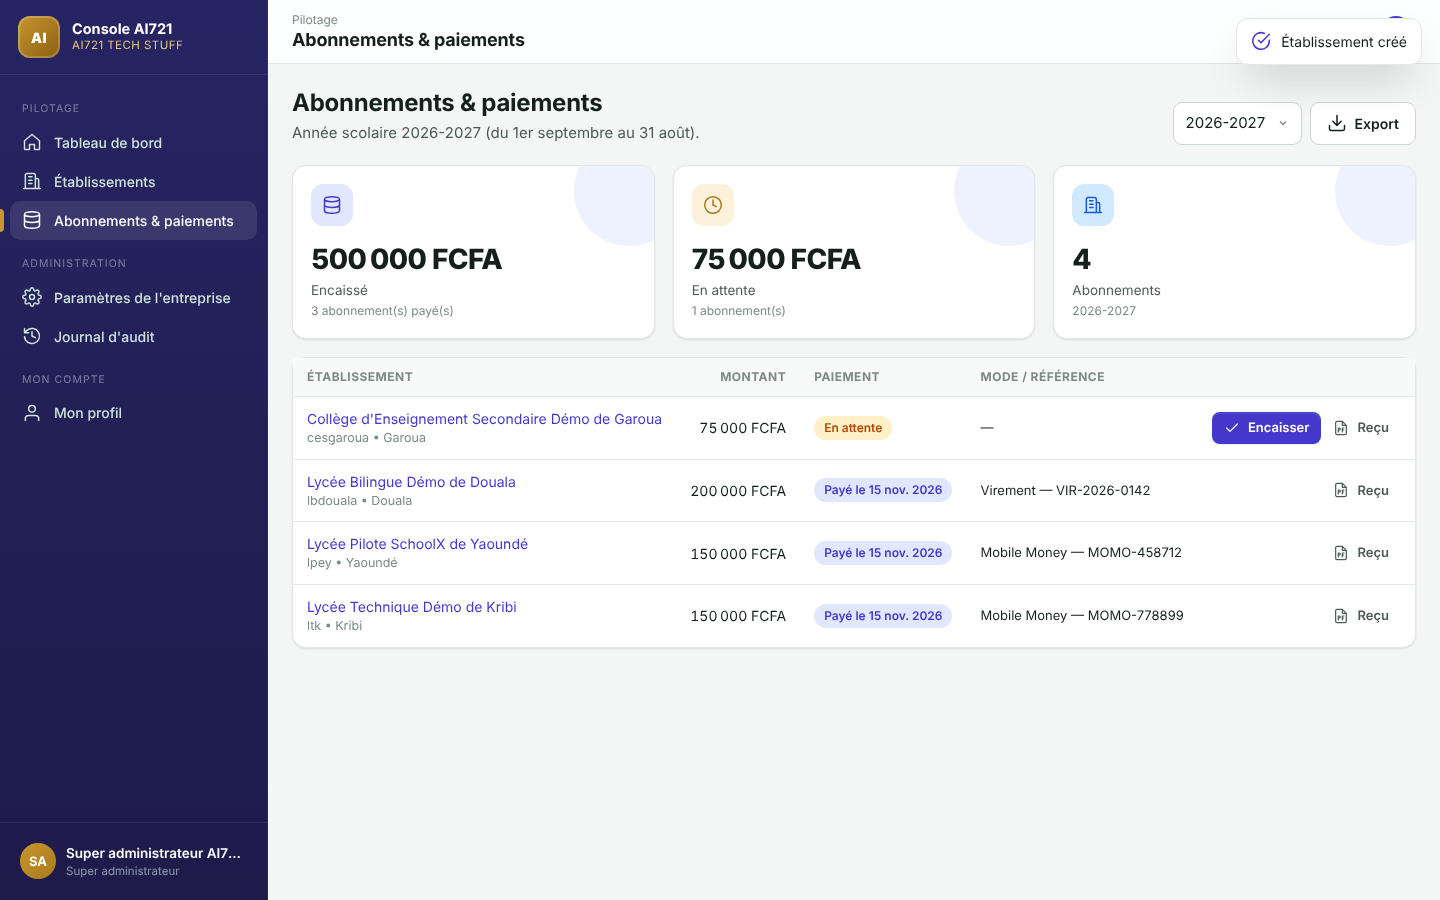 AI
Console AI721
AI721 TECH STUFF
PILOTAGE
Tableau de bord
Établissements
Abonnements & paiements
ADMINISTRATION
Paramètres de l'entreprise
Journal d'audit
MON COMPTE
Mon profil
SA
Super administrateur AI7...
Super administrateur
Pilotage
Abonnements & paiements
Établissement créé
Abonnements & paiements
Année scolaire 2026-2027 (du 1er septembre au 31 août).
2026-2027
Export
500 000 FCFA
Encaissé
3 abonnement(s) payé(s)
75 000 FCFA
En attente
1 abonnement(s)
4
Abonnements
2026-2027
ÉTABLISSEMENT MONTANT PAIEMENT MODE / RÉFÉRENCE
Collège d'Enseignement Secondaire Démo de Garoua
cesgaroua • Garoua
75 000 FCFA
En attente
—
Encaisser
Reçu
Lycée Bilingue Démo de Douala
lbdouala • Douala
200 000 FCFA
Payé le 15 nov. 2026
Virement — VIR-2026-0142
Reçu
Lycée Pilote SchoolX de Yaoundé
lpey • Yaoundé
150 000 FCFA
Payé le 15 nov. 2026
Mobile Money — MOMO-458712
Reçu
Lycée Technique Démo de Kribi
ltk • Kribi
150 000 FCFA
Payé le 15 nov. 2026
Mobile Money — MOMO-778899
Reçu